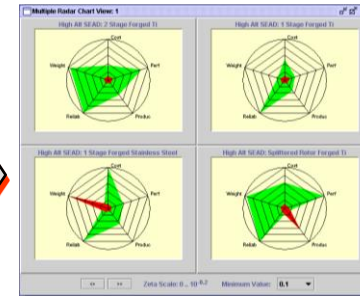 Multiple Radar Chart View: 1
High Alt SEAD: 2 Stage Forged Ti
High Alt SEAD: 1 Stage Forged Ti
Cost
Cost
Weight
Perf
Weight
Perf
Reliab
Produc
Reliab
Produc
High Alt SEAD: 1 Stage Forged Stainless Steel
High Alt SEAD: Splittered Rotor Forged Ti
Cost
Cost
Weight
Perf
Weight
Perf
Reliab
Produc
Reliab
Produc
Zeta Scale: 0 ... 10^-0.2 Minimum Value: 0.1